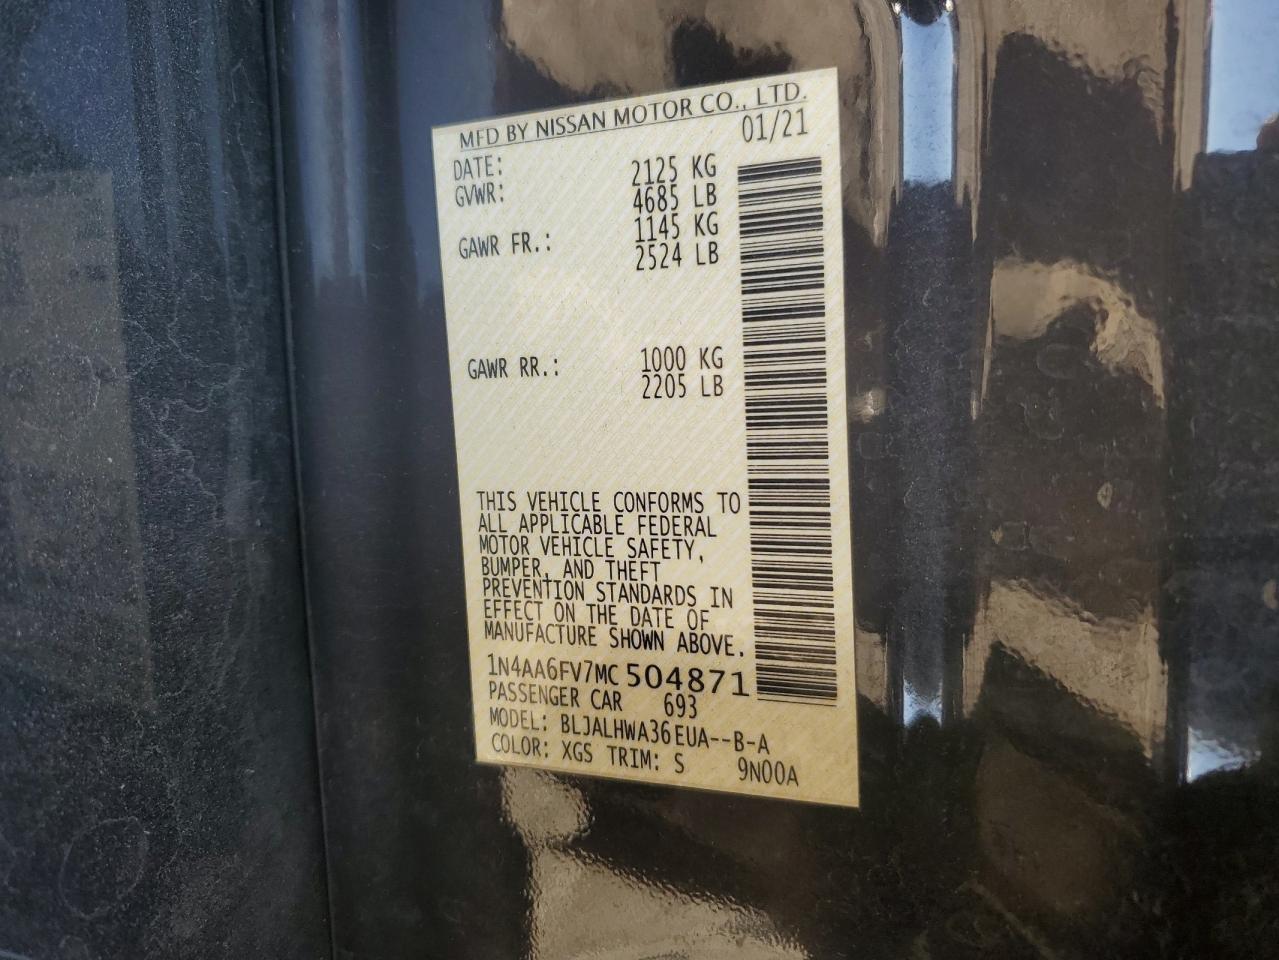 MFD BY NISSAN MOTOR CO., LTD.
DATE: 01/21
GVWR: 2125 KG
4685 LB
GAWR FR.: 1145 KG
2524 LB
GAWR RR.: 1000 KG
2205 LB
THIS VEHICLE CONFORMS TO
ALL APPLICABLE FEDERAL
MOTOR VEHICLE SAFETY,
BUMPER, AND THEFT
PREVENTION STANDARDS IN
EFFECT ON THE DATE OF
MANUFACTURE SHOWN ABOVE.
1N4AA6FV7MC504871
PASSENGER CAR 693
MODEL: BLJALHWA36EUA--B-A
COLOR: XGS TRIM: S 9N00A